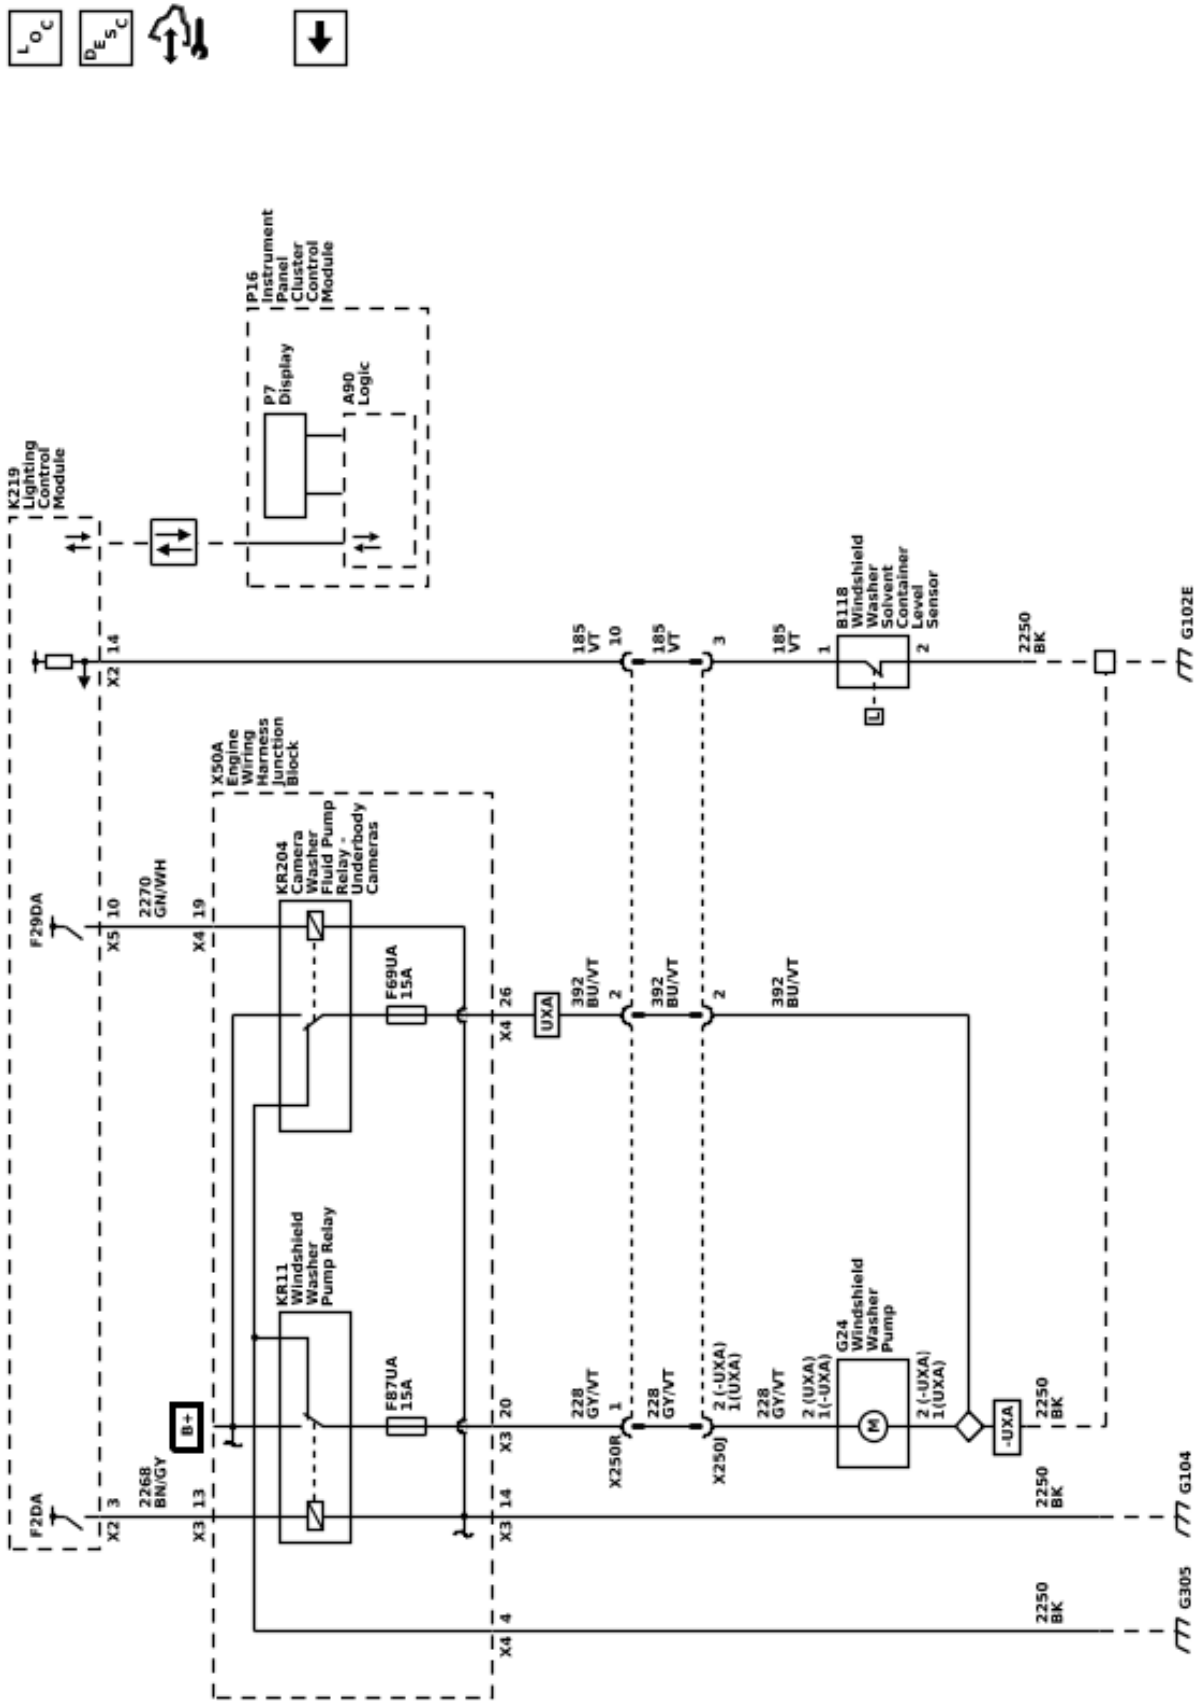 L O C
D E S C
K219
Lighting
Control
Module
F2DA
F29DA
X2 3
2268
BN/GY
X3 13
X5 10
2270
GN/WH
X4 19
X2 14
P16
Instrument
Panel
Cluster
Control
Module
P7
Display
A90
Logic
B+
X50A
Engine
Wiring
Harness
Junction
Block
KR11
Windshield
Washer
Pump Relay
KR204
Camera
Washer
Fluid Pump
Relay -
Underbody
Cameras
F87UA
15A
F69UA
15A
X4 4
X3 14
X3 20
X4 26
UXA
228
GY/VT
392
BU/VT
185
VT
X250R
1
2
10
228
GY/VT
392
BU/VT
185
VT
X250J
2 (-UXA)
1(UXA)
2
3
228
GY/VT
392
BU/VT
185
VT
2 (UXA)
1(-UXA)
G24
Windshield
Washer
Pump
M
2 (-UXA)
1(UXA)
-UXA
1
B118
Windshield
Washer
Solvent
Container
Level
Sensor
L
2
2250
BK
2250
BK
2250
BK
2250
BK
G305
G104
G102E